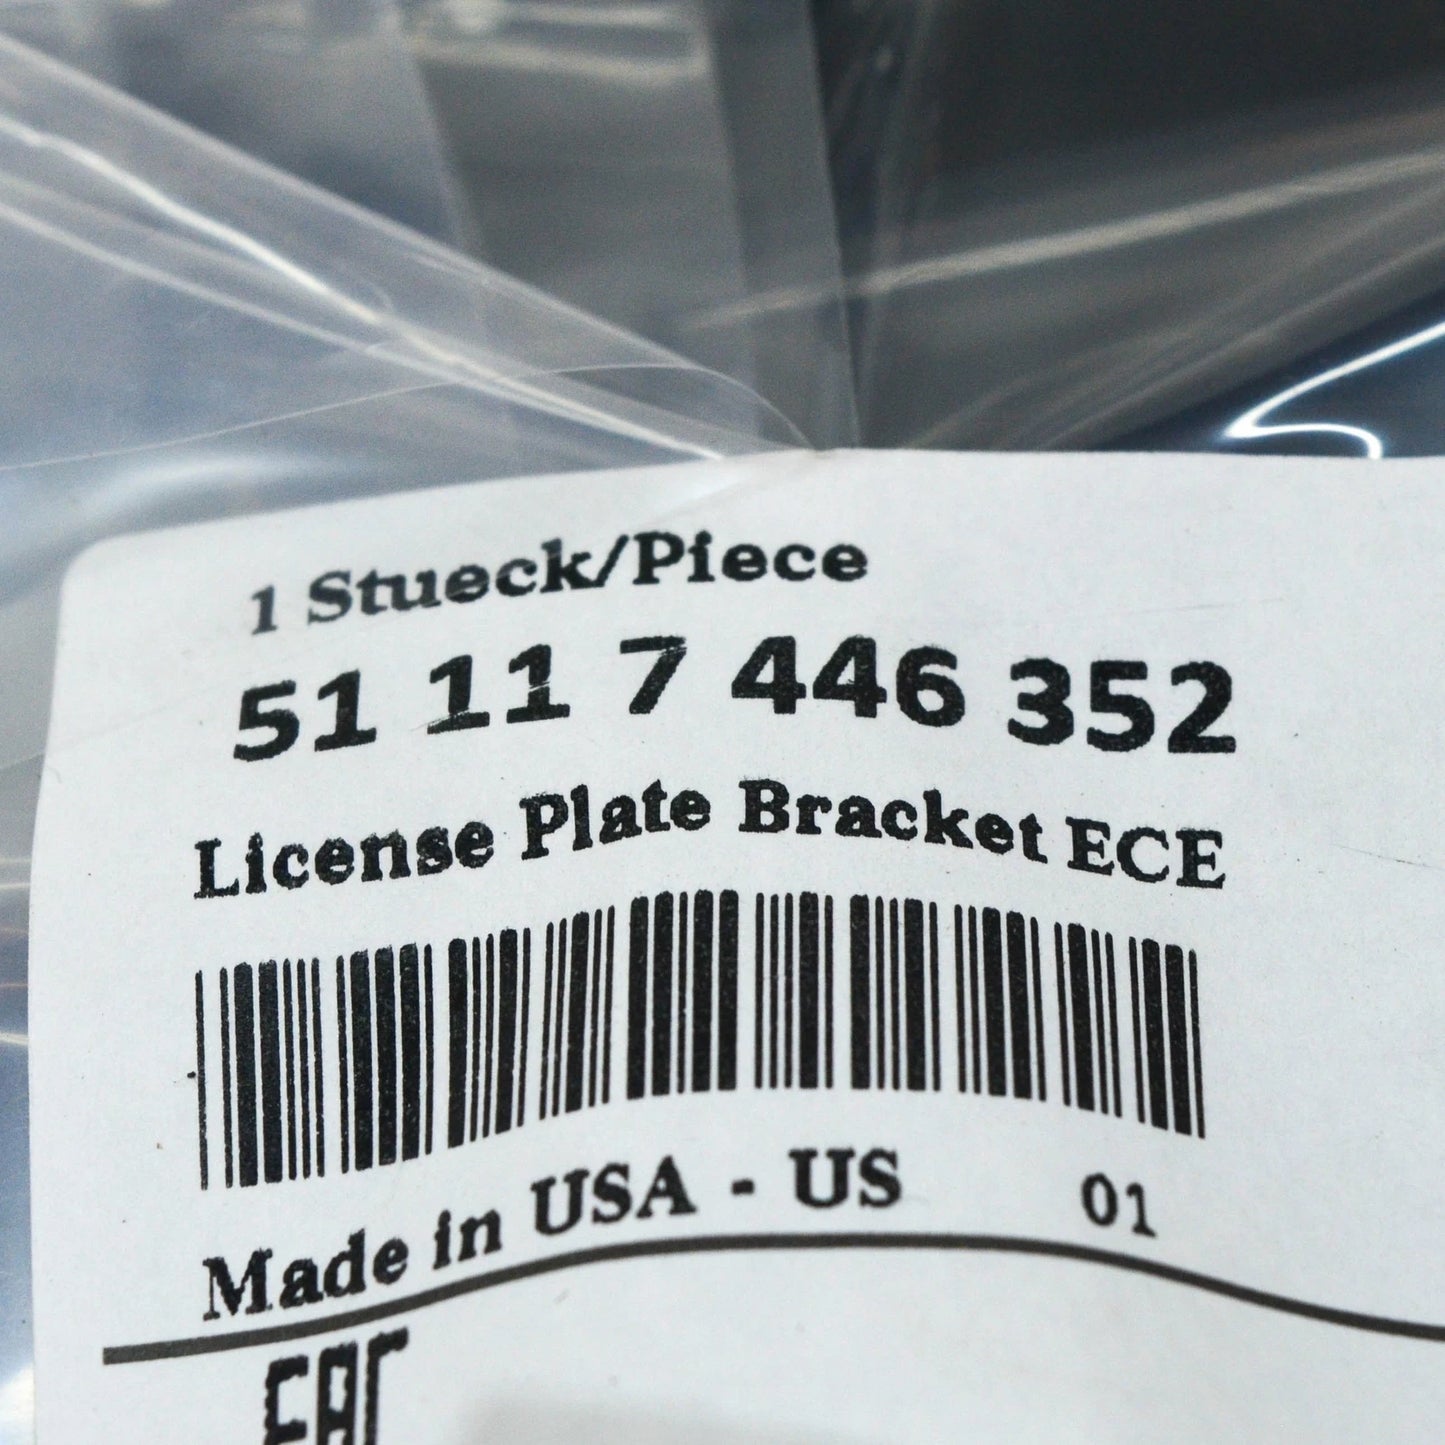 1 Stueck/Piece
51 11 7 446 352
License Plate Bracket ECE
Made in USA - US 01
EAC